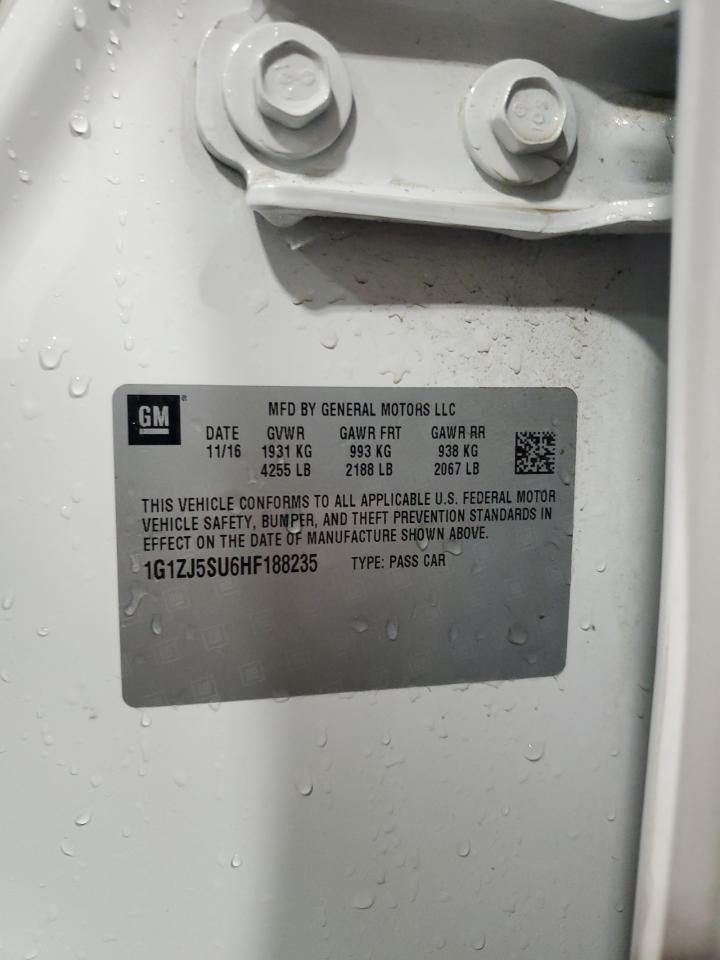 GM®
MFD BY GENERAL MOTORS LLC
DATE GVWR GAWR FRT GAWR RR
11/16 1931 KG 993 KG 938 KG
4255 LB 2188 LB 2067 LB
THIS VEHICLE CONFORMS TO ALL APPLICABLE U.S. FEDERAL MOTOR
VEHICLE SAFETY, BUMPER, AND THEFT PREVENTION STANDARDS IN
EFFECT ON THE DATE OF MANUFACTURE SHOWN ABOVE.
1G1ZJ5SU6HF188235 TYPE: PASS CAR